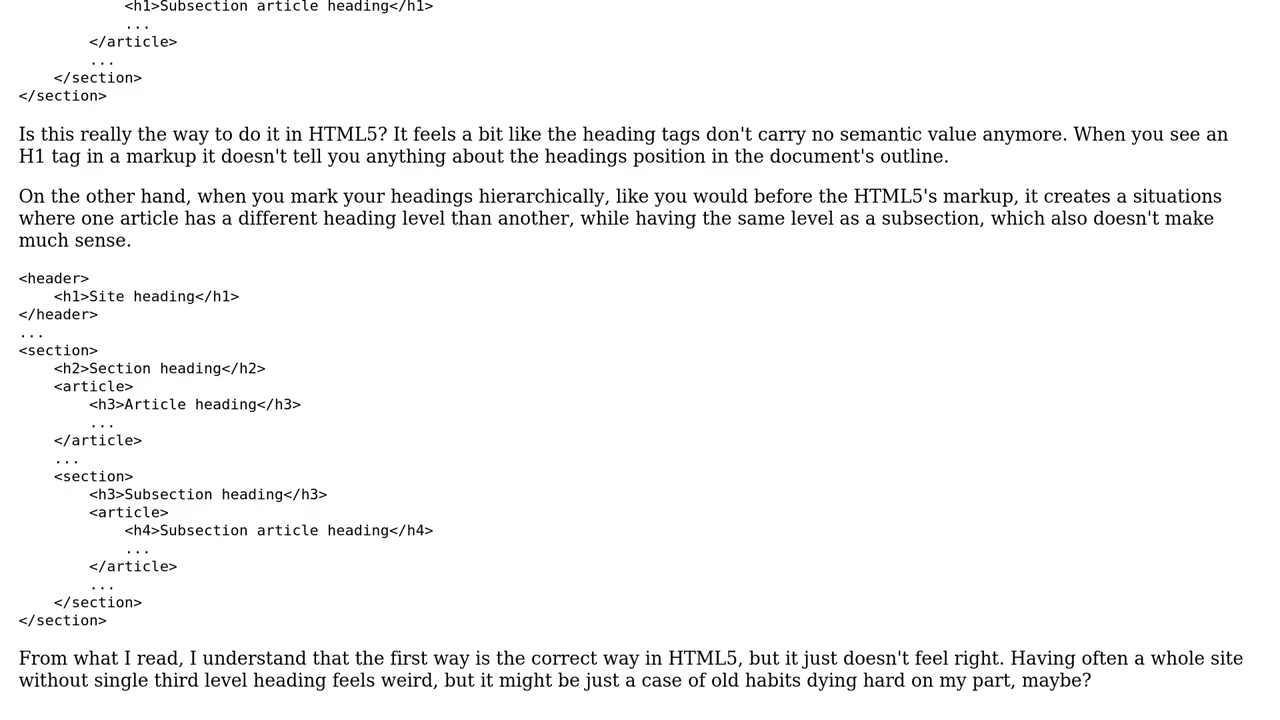 <h1>Subsection article heading</h1>
            ...
        </article>
        ...
    </section>
</section>
Is this really the way to do it in HTML5? It feels a bit like the heading tags don't carry no semantic value anymore. When you see an
H1 tag in a markup it doesn't tell you anything about the headings position in the document's outline.
On the other hand, when you mark your headings hierarchically, like you would before the HTML5's markup, it creates a situations
where one article has a different heading level than another, while having the same level as a subsection, which also doesn't make
much sense.
<header>
    <h1>Site heading</h1>
</header>
...
<section>
    <h2>Section heading</h2>
    <article>
        <h3>Article heading</h3>
        ...
    </article>
    ...
    <section>
        <h3>Subsection heading</h3>
        <article>
            <h4>Subsection article heading</h4>
            ...
        </article>
        ...
    </section>
</section>
From what I read, I understand that the first way is the correct way in HTML5, but it just doesn't feel right. Having often a whole site
without single third level heading feels weird, but it might be just a case of old habits dying hard on my part, maybe?